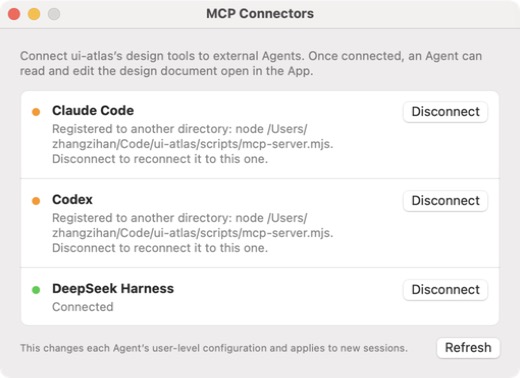 MCP Connectors
Connect ui-atlas's design tools to external Agents. Once connected, an Agent can
read and edit the design document open in the App.
Claude Code
Disconnect
Registered to another directory: node /Users/
zhangzihan/Code/ui-atlas/scripts/mcp-server.mjs.
Disconnect to reconnect it to this one.
Codex
Disconnect
Registered to another directory: node /Users/
zhangzihan/Code/ui-atlas/scripts/mcp-server.mjs.
Disconnect to reconnect it to this one.
DeepSeek Harness
Disconnect
Connected
This changes each Agent's user-level configuration and applies to new sessions.
Refresh